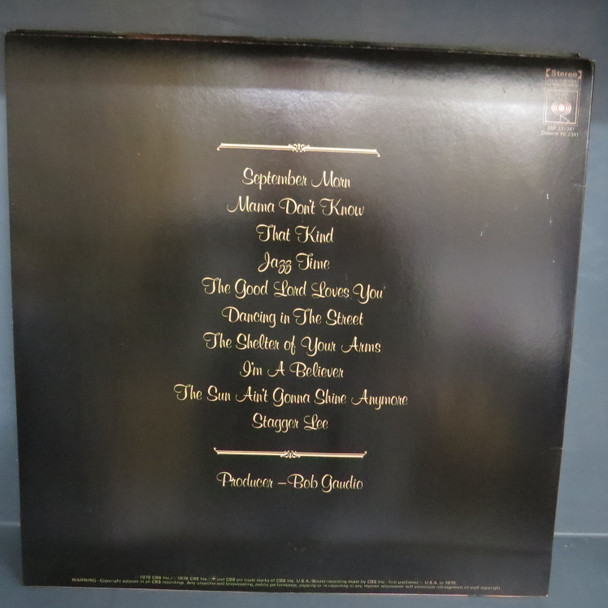 [Stereo]
September Morn
Mama Don't Know
That Kind
Jazz Time
The Good Lord Loves You
Dancing in The Street
The Shelter of Your Arms
I'm A Believer
The Sun Ain't Gonna Shine Anymore
Stagger Lee
Producer – Bob Gaudio